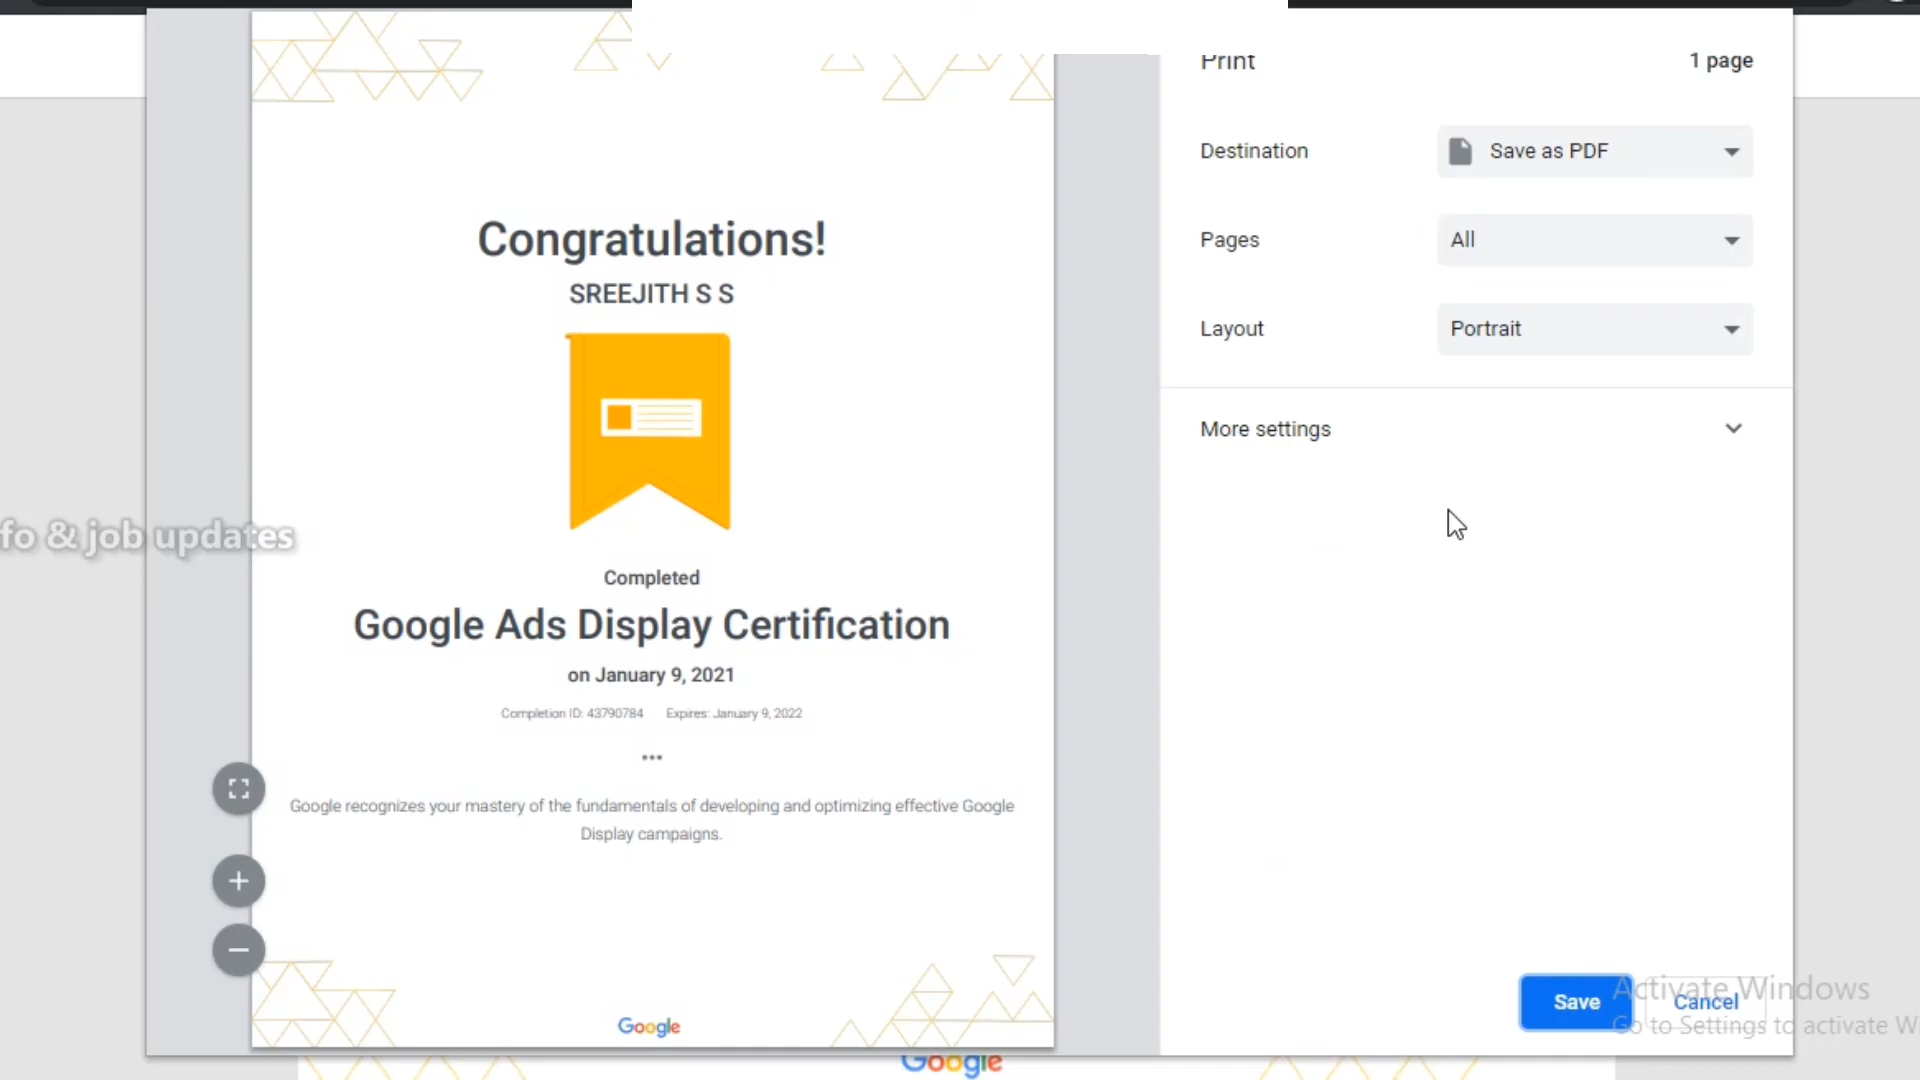 Print
1 page
Destination
Save as PDF
Pages
All
Layout
Portrait
More settings
Congratulations!
SREEJITH S S
Completed
Google Ads Display Certification
on January 9, 2021
Completion ID: 43790784 Expires: January 9, 2022
•••
Google recognizes your mastery of the fundamentals of developing and optimizing effective Google
Display campaigns.
Google
fo & job updates
Save
Cancel
Activate Windows
Go to Settings to activate W
Google